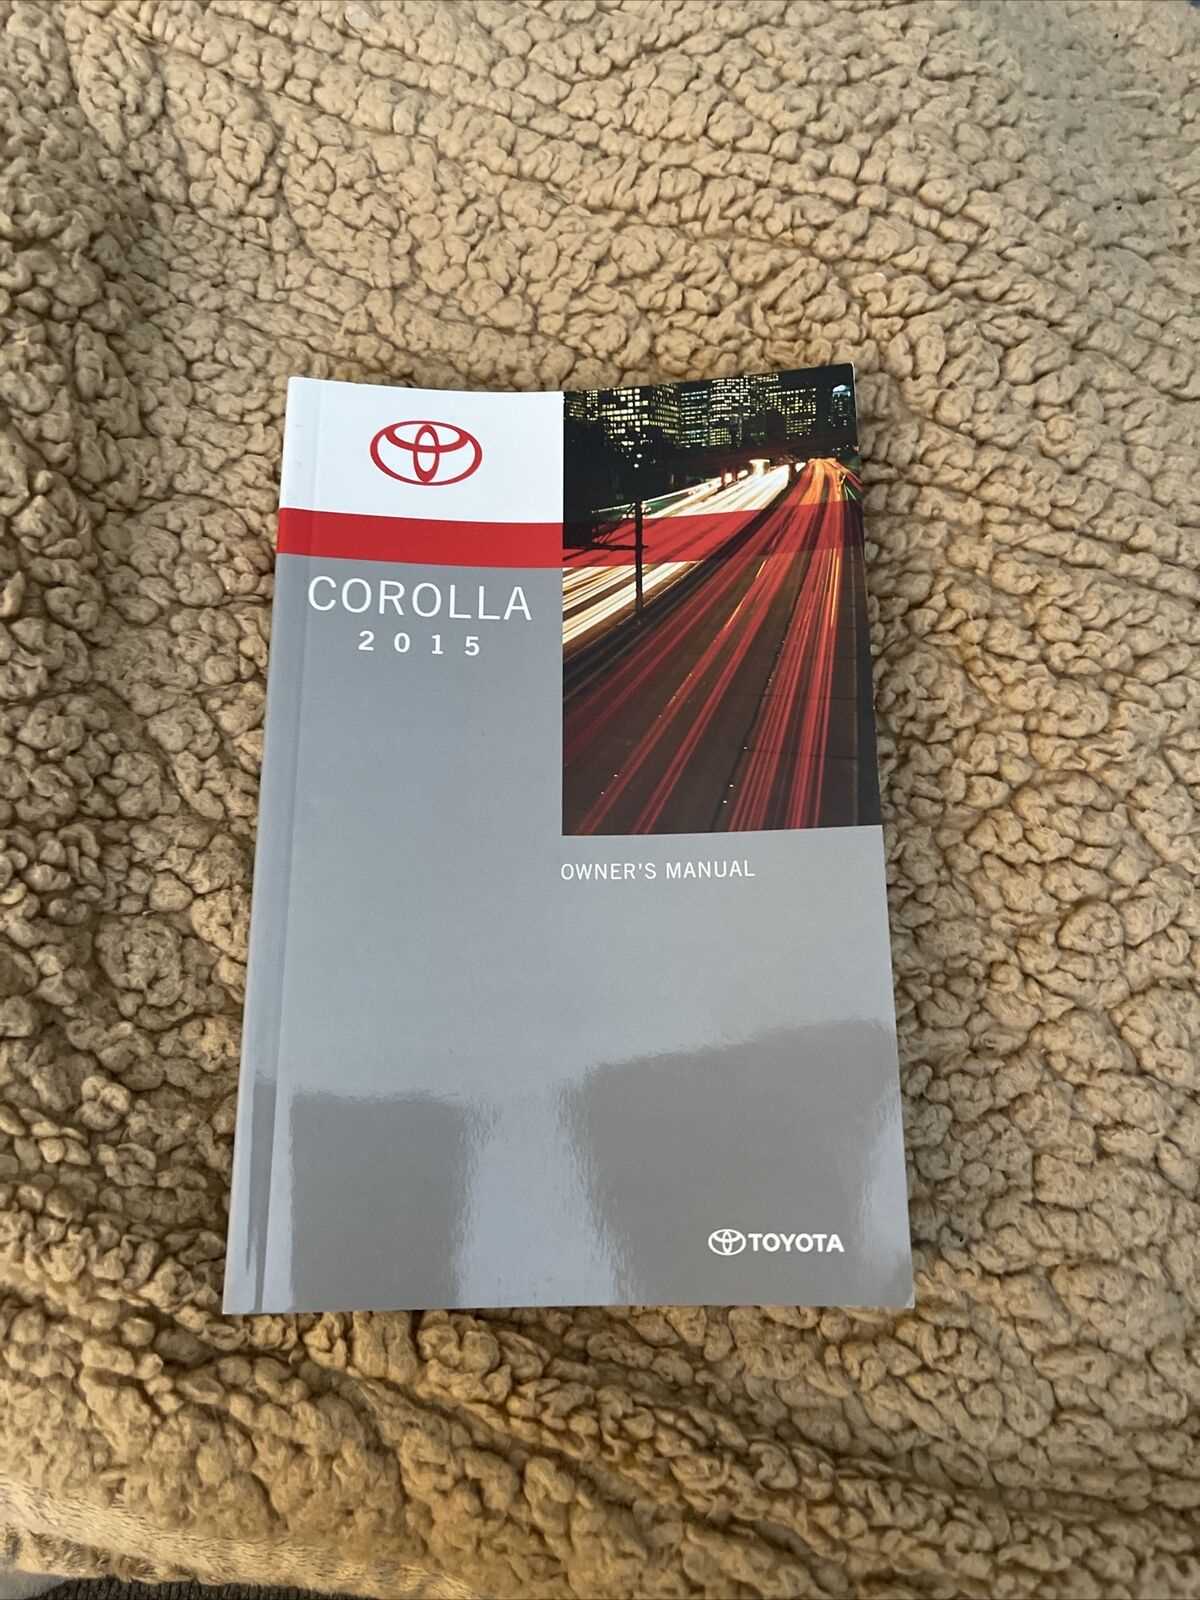 COROLLA
2015
OWNER'S MANUAL
TOYOTA